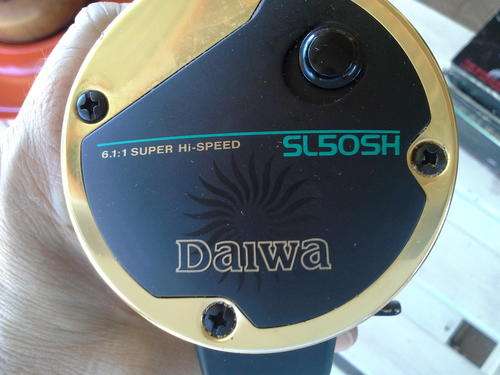 6.1:1 SUPER Hi-SPEED SL50SH
Daiwa